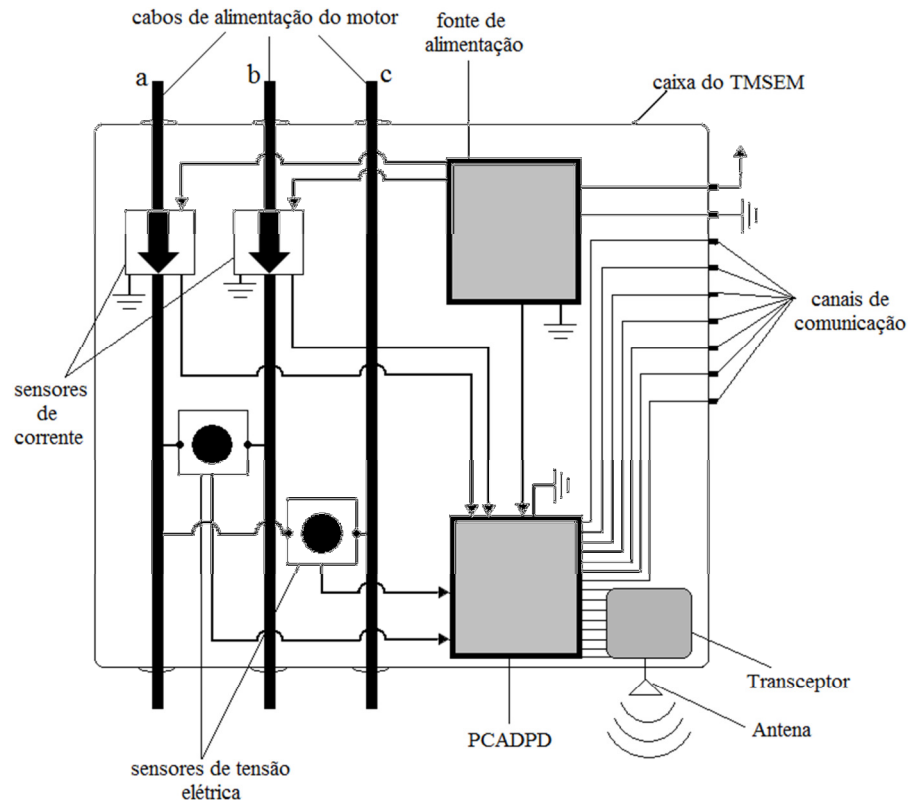 cabos de alimentação do motor
fonte de
alimentação
a
b
c
caixa do TMSEM
canais de
comunicação
sensores
de
corrente
Transceptor
Antena
PCADPD
sensores de tensão
elétrica